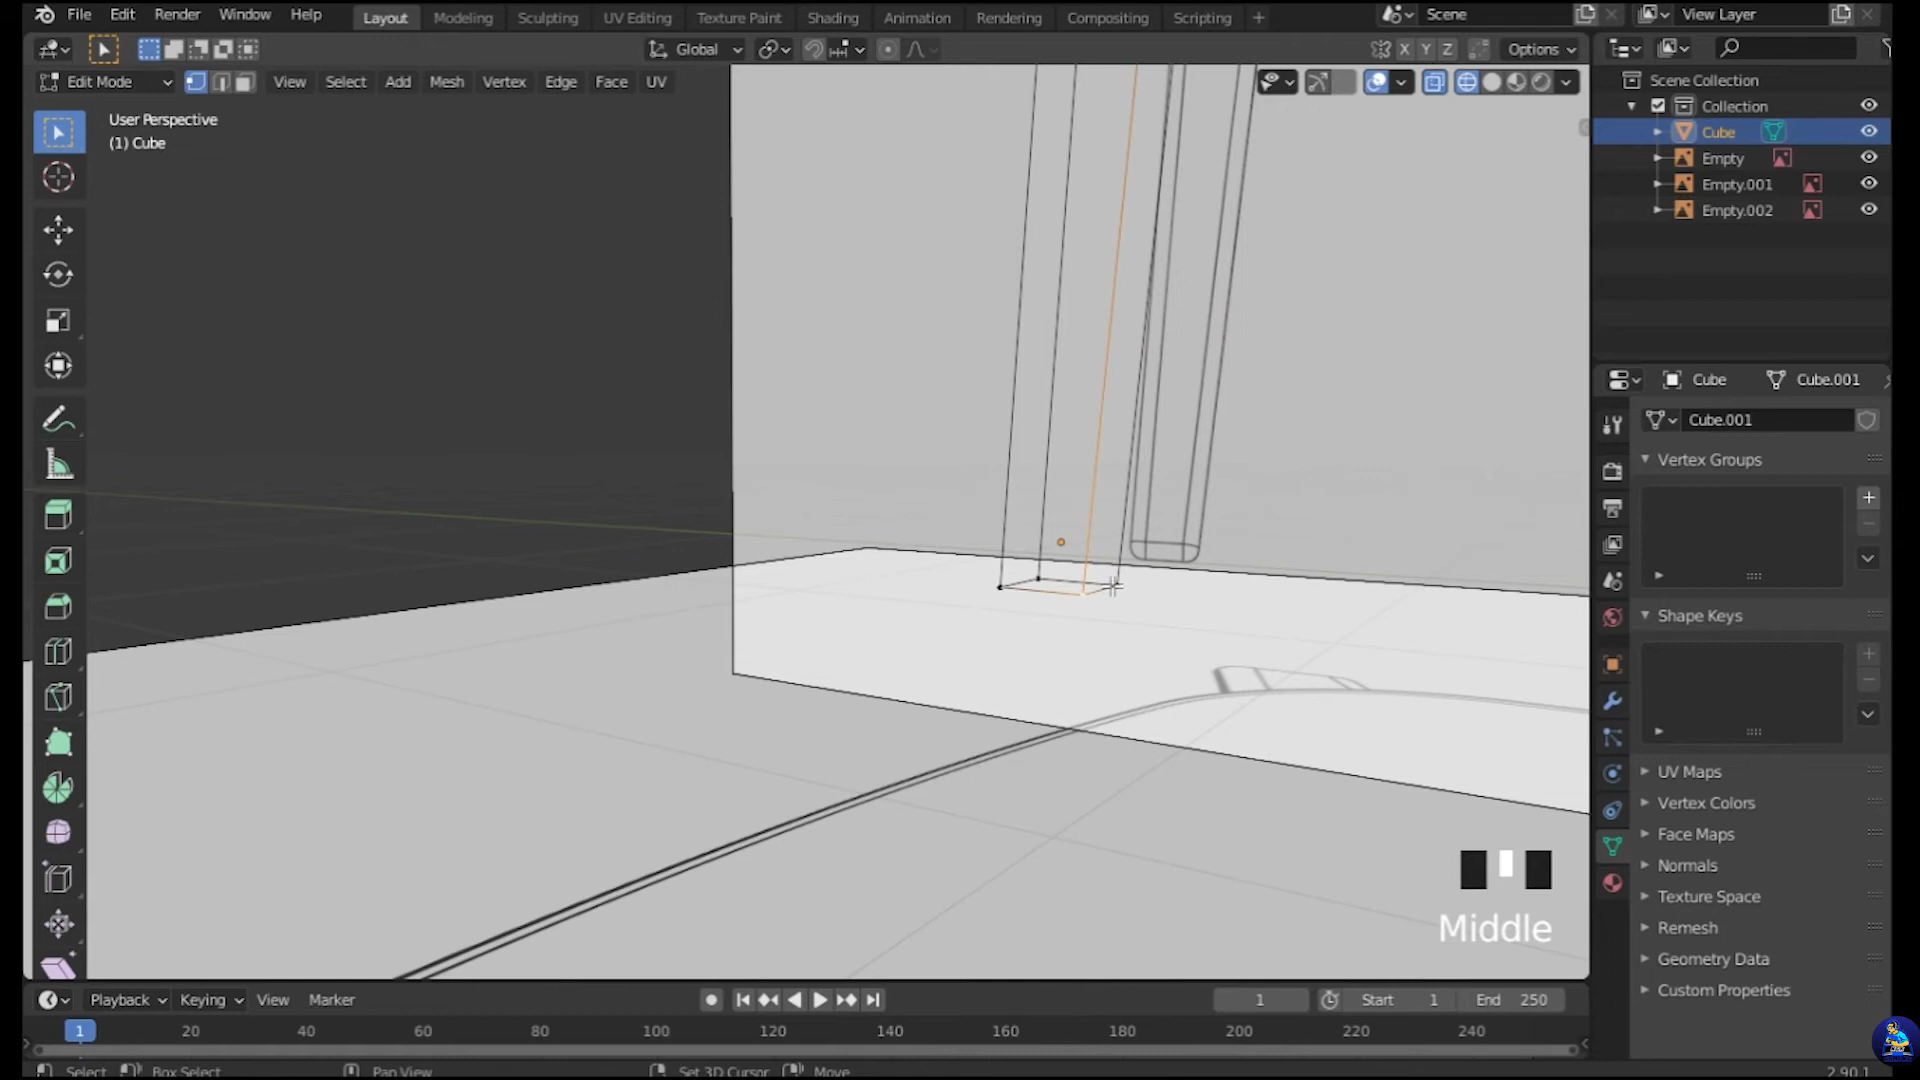 File Edit Render Window Help Layout Modeling Sculpting UV Editing Texture Paint Shading Animation Rendering Compositing Scripting + Scene View Layer
Global X Y Z Options
Edit Mode View Select Add Mesh Vertex Edge Face UV
User Perspective
(1) Cube
Scene Collection
Collection
Cube
Empty
Empty.001
Empty.002
Cube Cube.001
Cube.001
Vertex Groups
Shape Keys
UV Maps
Vertex Colors
Face Maps
Normals
Texture Space
Remesh
Geometry Data
Custom Properties
Middle
Playback Keying View Marker 1 Start 1 End 250
1 20 40 60 80 100 120 140 160 180 200 220 240
Select Box Select Pan View Set 3D Cursor Move 2.90.1